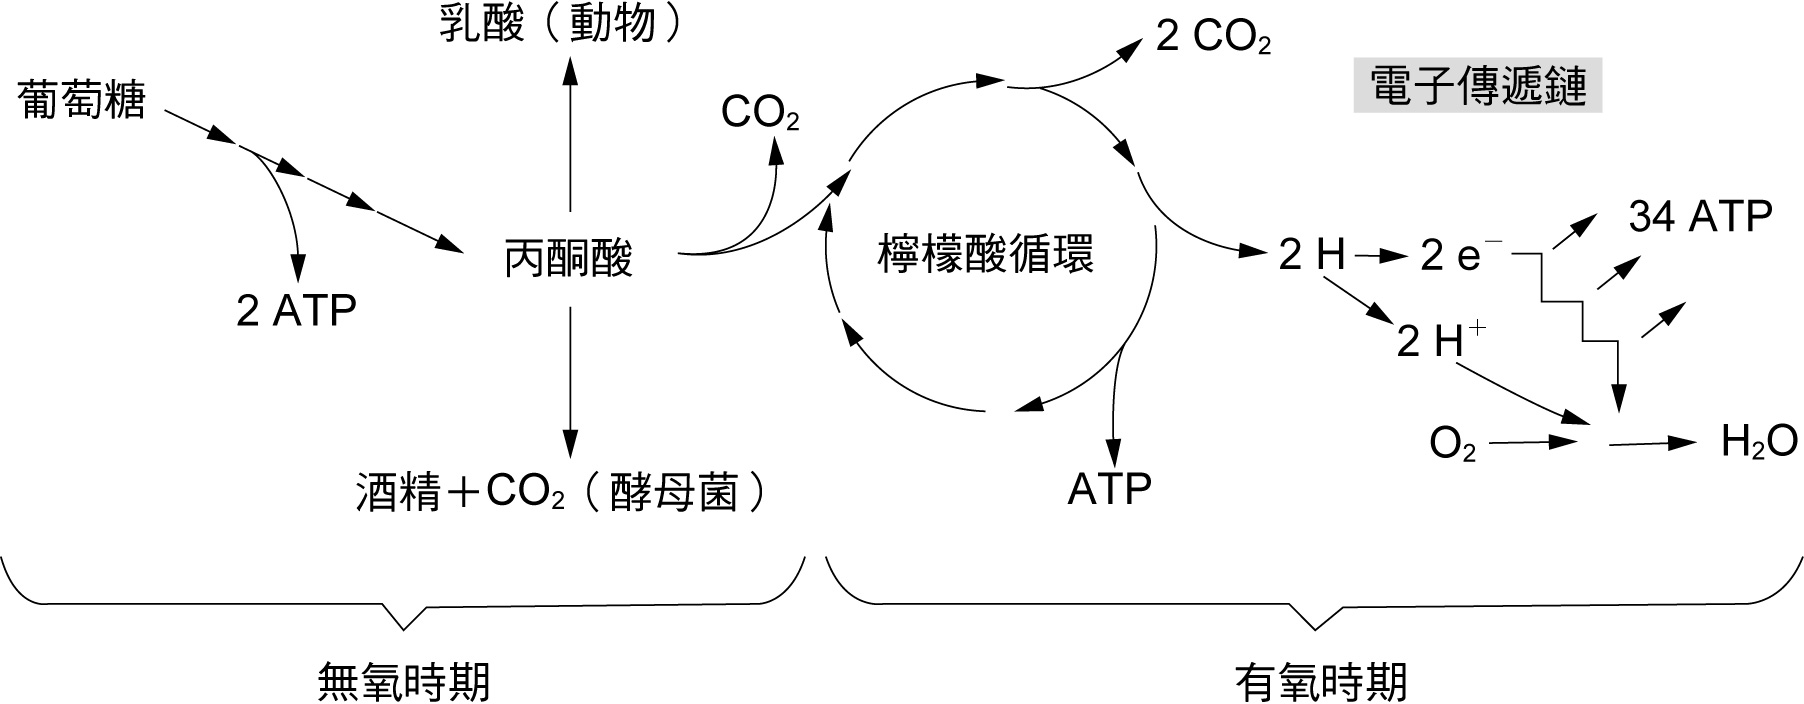 乳酸（動物）
2 CO₂
電子傳遞鏈
葡萄糖
CO₂
34 ATP
丙酮酸
檸檬酸循環
2 H
2 e⁻
2 ATP
2 H⁺
O₂
H₂O
酒精＋CO₂（酵母菌）
ATP
無氧時期
有氧時期